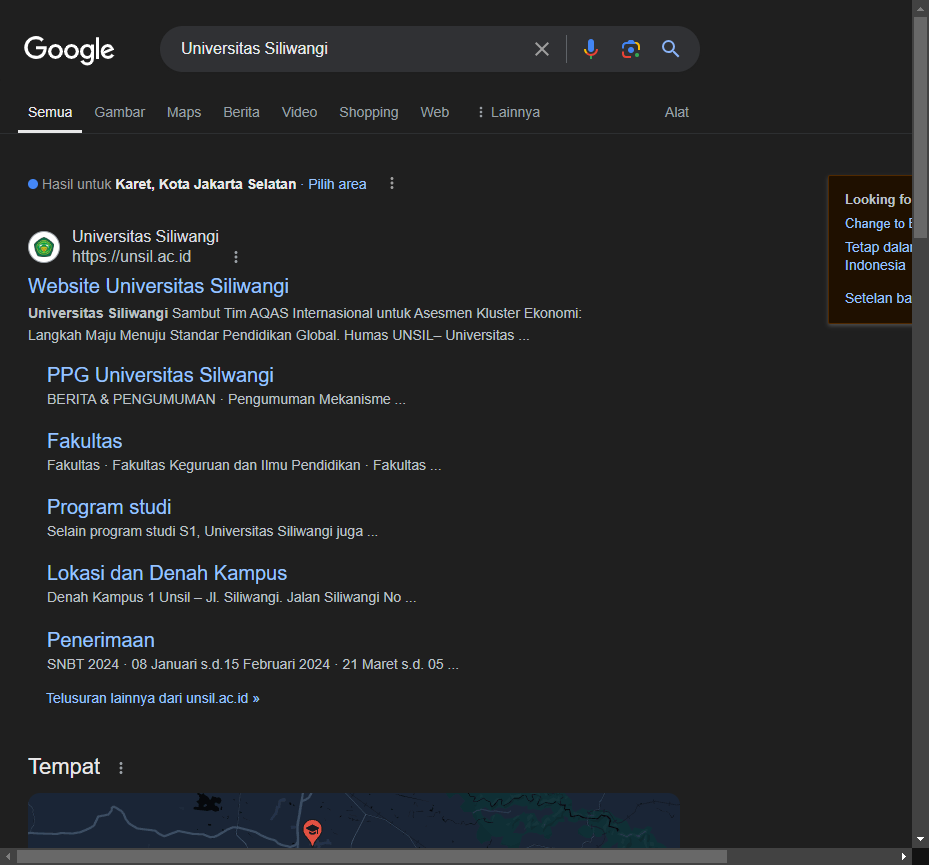 Google
Universitas Siliwangi
Semua Gambar Maps Berita Video Shopping Web Lainnya Alat
Hasil untuk Karet, Kota Jakarta Selatan · Pilih area
Looking fo
Change to
Tetap dalar
Indonesia
Setelan ba
Universitas Siliwangi
https://unsil.ac.id
Website Universitas Siliwangi
Universitas Siliwangi Sambut Tim AQAS Internasional untuk Asesmen Kluster Ekonomi:
Langkah Maju Menuju Standar Pendidikan Global. Humas UNSIL– Universitas ...
PPG Universitas Silwangi
BERITA & PENGUMUMAN · Pengumuman Mekanisme ...
Fakultas
Fakultas · Fakultas Keguruan dan Ilmu Pendidikan · Fakultas ...
Program studi
Selain program studi S1, Universitas Siliwangi juga ...
Lokasi dan Denah Kampus
Denah Kampus 1 Unsil – Jl. Siliwangi. Jalan Siliwangi No ...
Penerimaan
SNBT 2024 · 08 Januari s.d.15 Februari 2024 · 21 Maret s.d. 05 ...
Telusuran lainnya dari unsil.ac.id »
Tempat